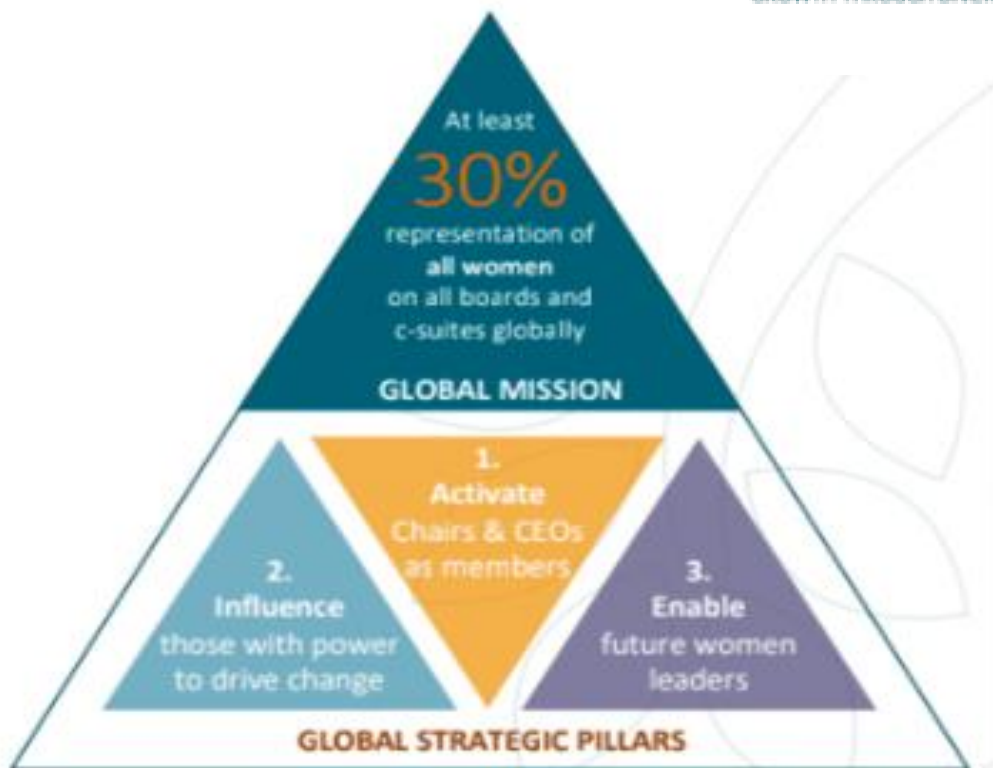 At least
30%
representation of
all women
on all boards and
c-suites globally
GLOBAL MISSION
1.
Activate
Chairs & CEOs
as members
2.
Influence
those with power
to drive change
3.
Enable
future women
leaders
GLOBAL STRATEGIC PILLARS